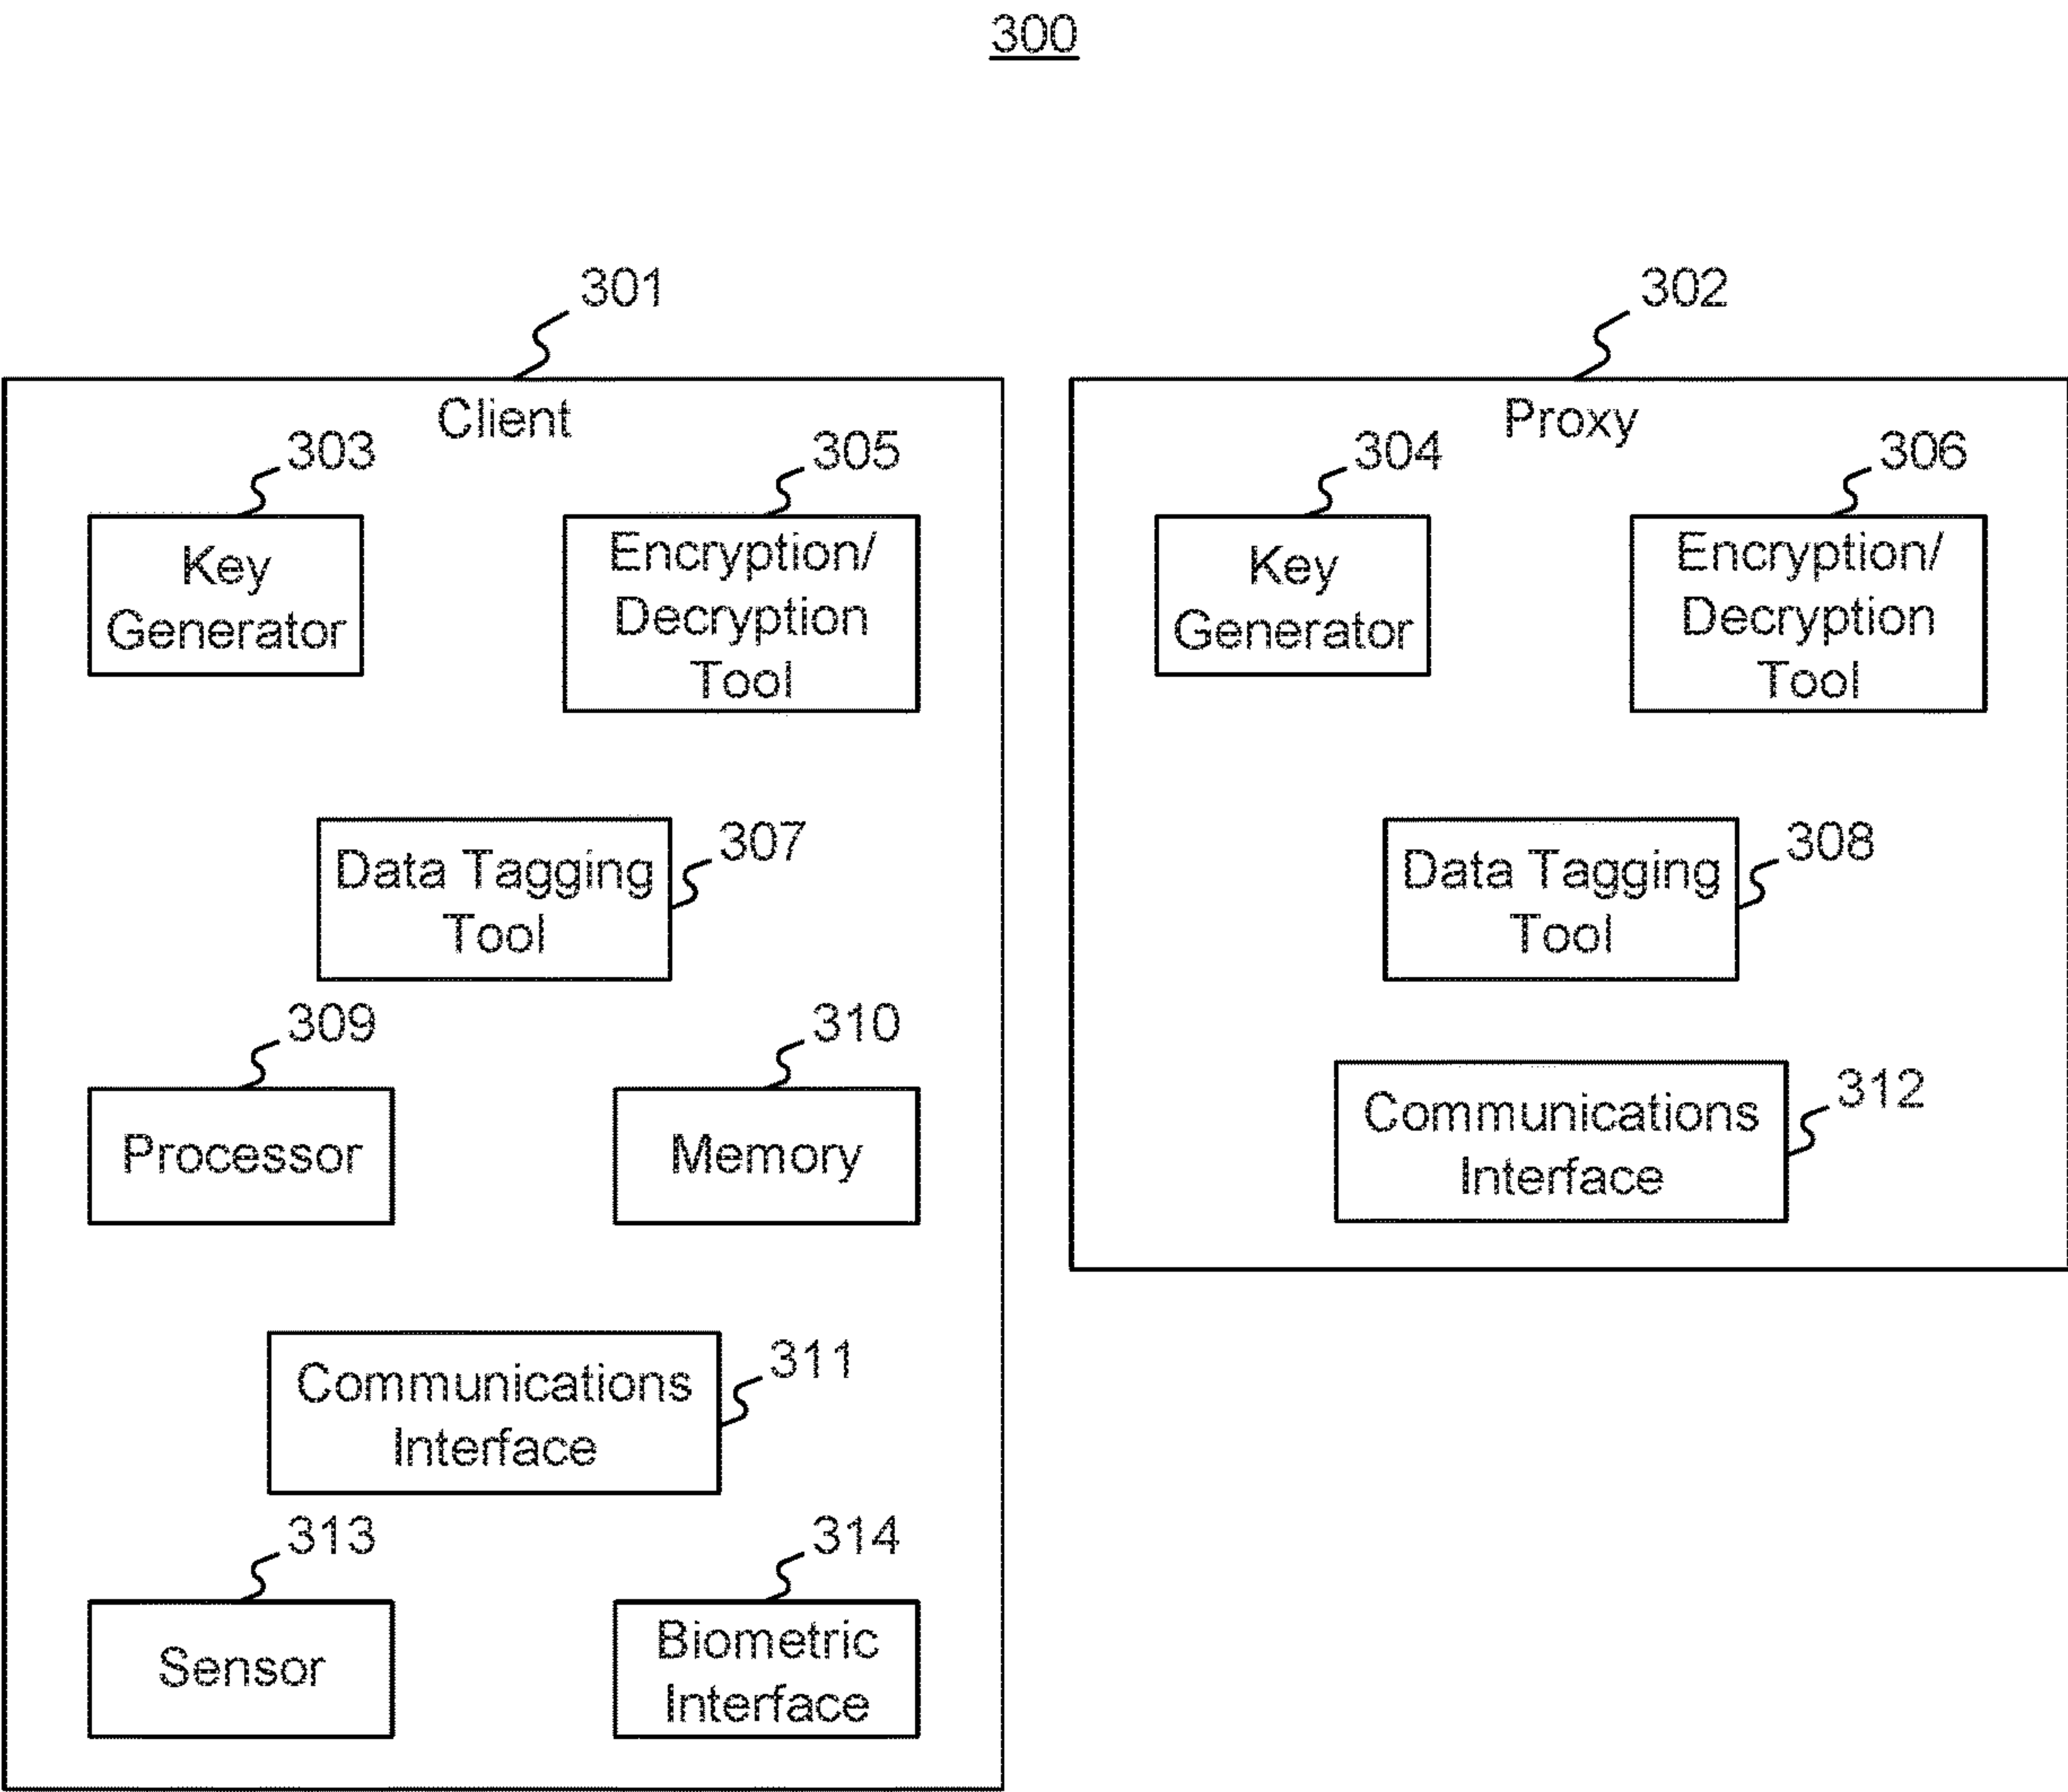 300
301
302
Client
Proxy
303
305
304
306
Key
Generator
Encryption/
Decryption
Tool
Key
Generator
Encryption/
Decryption
Tool
307
Data Tagging
Tool
308
Data Tagging
Tool
309
310
Processor
Memory
312
Communications
Interface
311
Communications
Interface
313
314
Sensor
Biometric
Interface